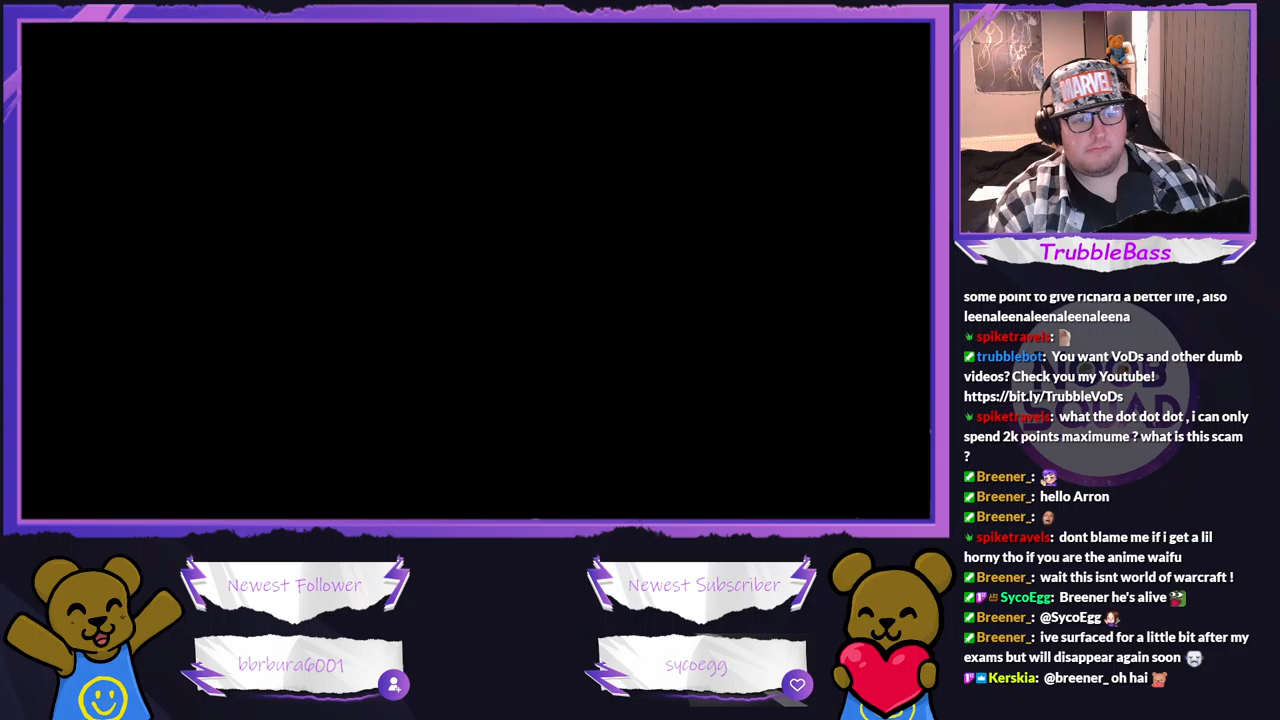 MARVEL
TrubbleBass
some point to give richard a better life , also
leenaleenaleenaleenaleena
spiketravels:
trubblebot: You want VoDs and other dumb
videos? Check you my Youtube!
https://bit.ly/TrubbleVoDs
spiketravels: what the dot dot dot , i can only
spend 2k points maximume ? what is this scam
?
Breener_:
Breener_: hello Arron
Breener_:
spiketravels: dont blame me if i get a lil
horny tho if you are the anime waifu
Breener_: wait this isnt world of warcraft !
SycoEgg: Breener he's alive
Breener_: @SycoEgg
Breener_: ive surfaced for a little bit after my
exams but will disappear again soon
Kerskia: @breener_ oh hai
NOOB
SQUAD
Newest Follower
bbrbura6001
Newest Subscriber
sycoegg